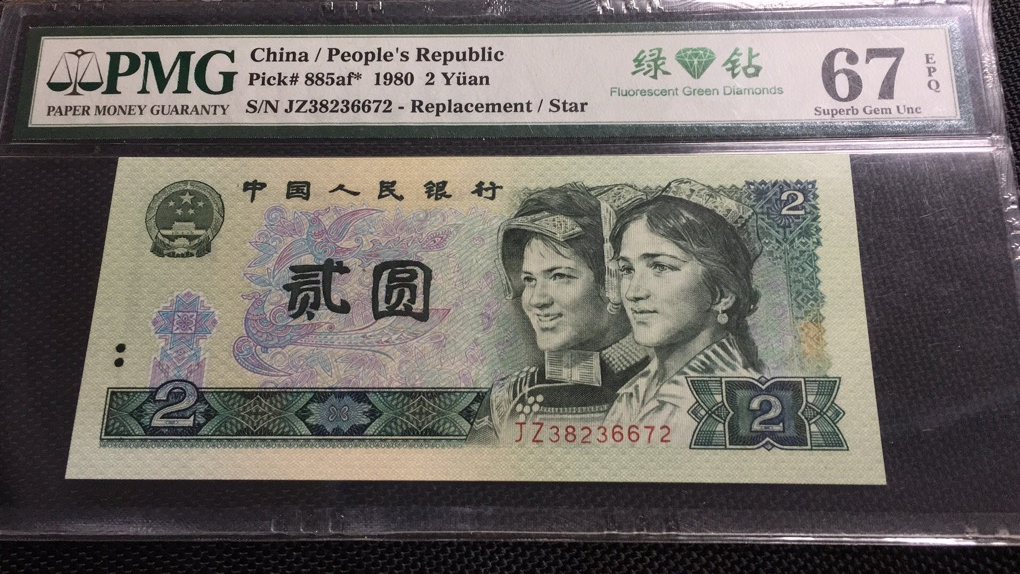 PMG
PAPER MONEY GUARANTY
China / People's Republic
Pick# 885af* 1980 2 Yüan
S/N JZ38236672 - Replacement / Star
绿 钻
Fluorescent Green Diamonds
67
EPQ
Superb Gem Unc
中国人民银行
2
贰圆
2
JZ38236672
2